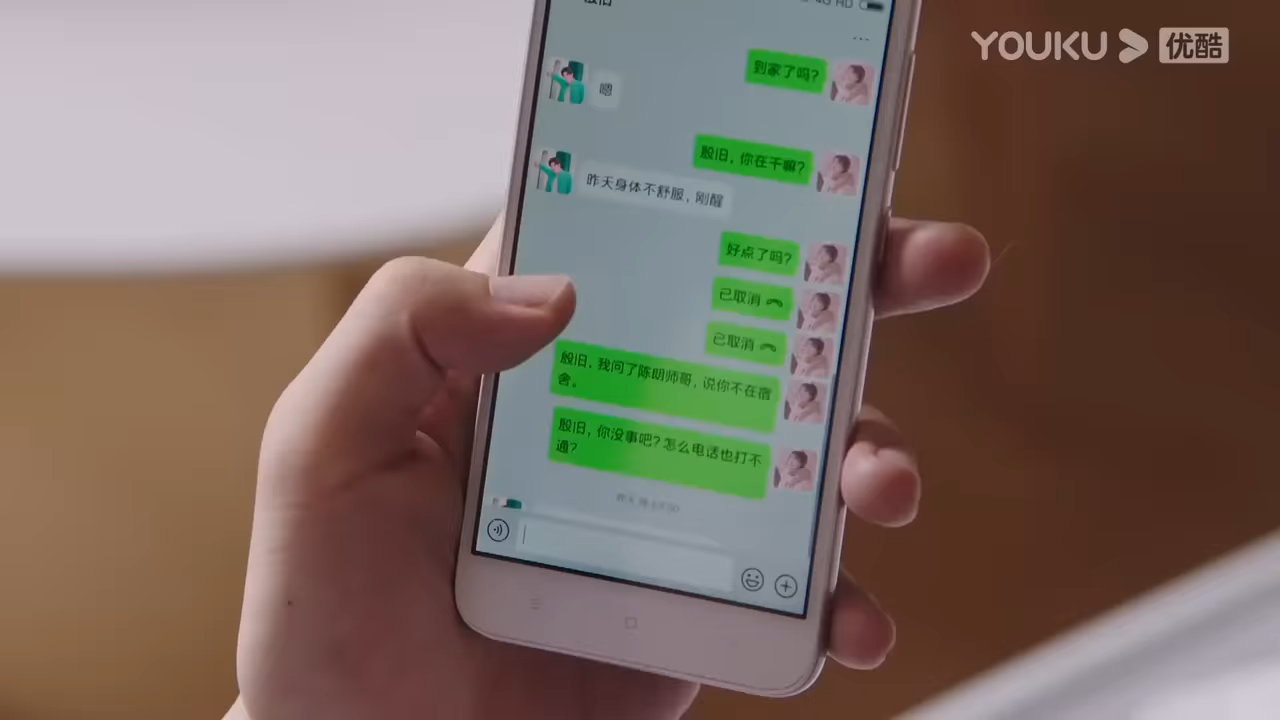 YOUKU 优酷
殷旧
4G HD
到家了吗?
嗯
殷旧，你在干嘛?
昨天身体不舒服，刚醒
好点了吗?
已取消
已取消
殷旧，我问了陈明师哥，说你不在宿
舍。
殷旧，你没事吧? 怎么电话也打不
通?